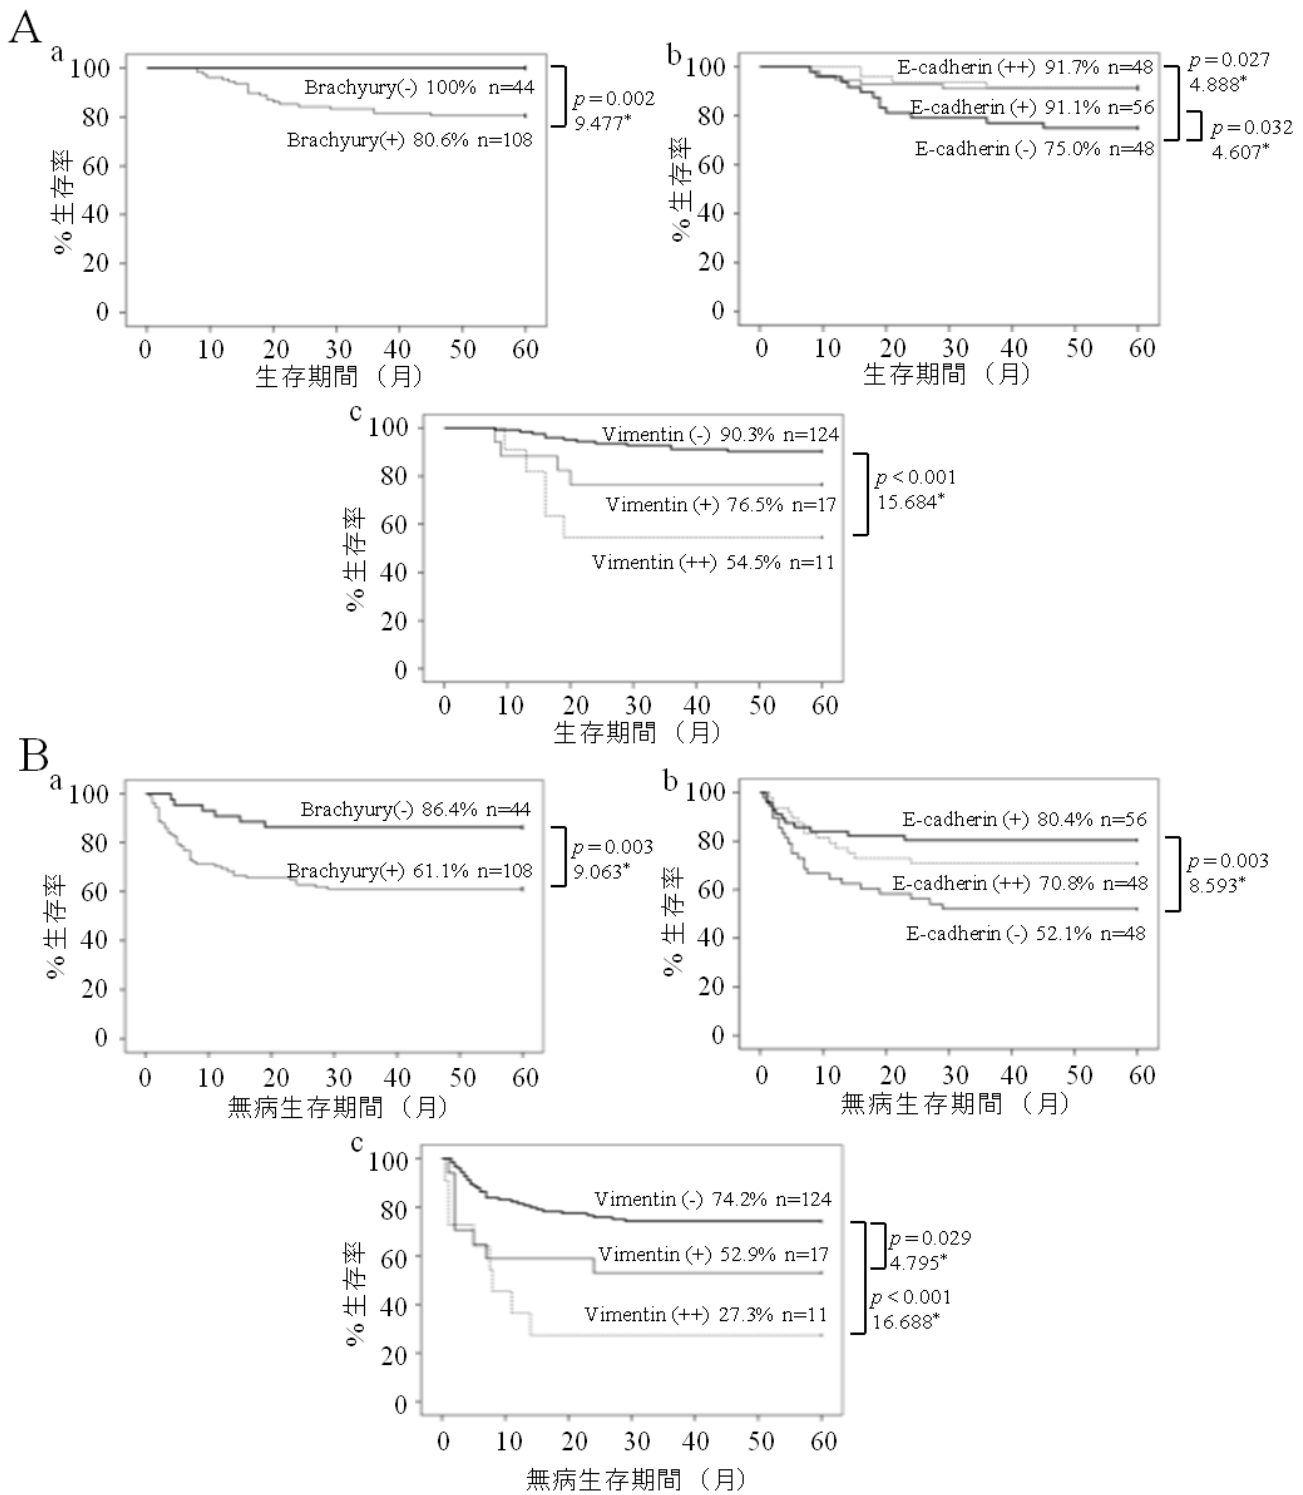 A
a
100
80
60
40
20
0
% 生存率
Brachyury(-) 100% n=44
Brachyury(+) 80.6% n=108
p=0.002
9.477*
0 10 20 30 40 50 60
生存期間 (月)
b
100
80
60
40
20
0
% 生存率
E-cadherin (++) 91.7% n=48
E-cadherin (+) 91.1% n=56
E-cadherin (-) 75.0% n=48
p=0.027
4.888*
p=0.032
4.607*
0 10 20 30 40 50 60
生存期間 (月)
c
100
80
60
40
20
0
% 生存率
Vimentin (-) 90.3% n=124
Vimentin (+) 76.5% n=17
Vimentin (++) 54.5% n=11
p<0.001
15.684*
0 10 20 30 40 50 60
生存期間 (月)
B
a
100
80
60
40
20
0
% 生存率
Brachyury(-) 86.4% n=44
Brachyury(+) 61.1% n=108
p=0.003
9.063*
0 10 20 30 40 50 60
無病生存期間 (月)
b
100
80
60
40
20
0
% 生存率
E-cadherin (+) 80.4% n=56
E-cadherin (++) 70.8% n=48
E-cadherin (-) 52.1% n=48
p=0.003
8.593*
0 10 20 30 40 50 60
無病生存期間 (月)
c
100
80
60
40
20
0
% 生存率
Vimentin (-) 74.2% n=124
Vimentin (+) 52.9% n=17
Vimentin (++) 27.3% n=11
p=0.029
4.795*
p<0.001
16.688*
0 10 20 30 40 50 60
無病生存期間 (月)